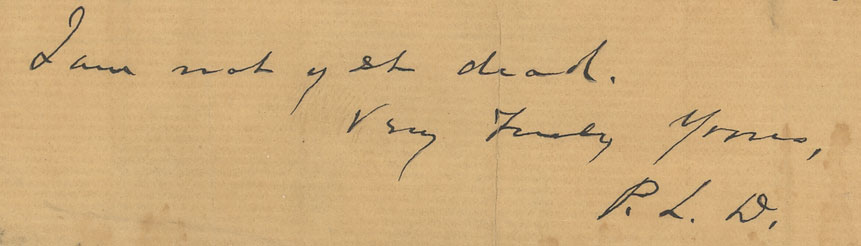 I am not yet dead.
Very Truly Yours,
P. L. D.